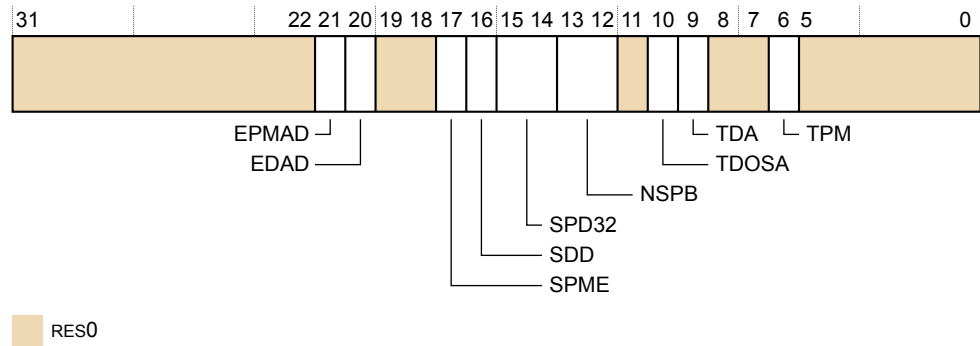 31 22 21 20 19 18 17 16 15 14 13 12 11 10 9 8 7 6 5 0
EPMAD TDA TPM
EDAD TDOSA
NSPB
SPD32
SDD
SPME
RES0